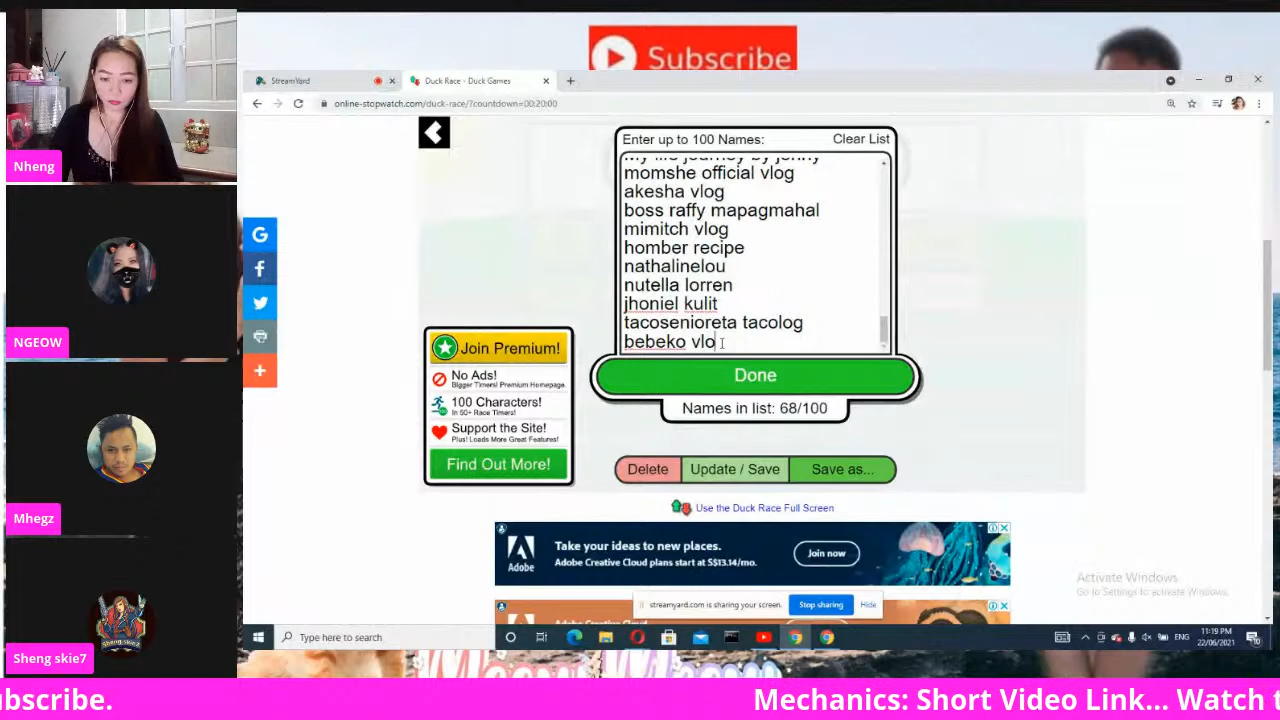 Subscribe
Nheng
NGEOW
Mhegz
Sheng skie7
StreamYard
Duck Race - Duck Games
online-stopwatch.com/duck-race/?countdown=00:20:00
Enter up to 100 Names:
Clear List
My life journey by jenny
momshe official vlog
akesha vlog
boss raffy mapagmahal
mimitch vlog
homber recipe
nathalinelou
nutella lorren
jhoniel kulit
tacosenioreta tacolog
bebeko vlo
Done
Names in list: 68/100
Delete
Update / Save
Save as...
Join Premium!
No Ads!
Bigger Timers! Premium Homepage.
100 Characters!
In 50+ Race Timers!
Support the Site!
Plus! Loads More Great Features!
Find Out More!
Use the Duck Race Full Screen
Adobe
Take your ideas to new places.
Adobe Creative Cloud plans start at S$13.14/mo.
Join now
streamyard.com is sharing your screen.
Stop sharing
Hide
Activate Windows
Go to Settings to activate Windows.
Type here to search
ENG
11:19 PM
22/06/2021
ubscribe.
Mechanics: Short Video Link... Watch t